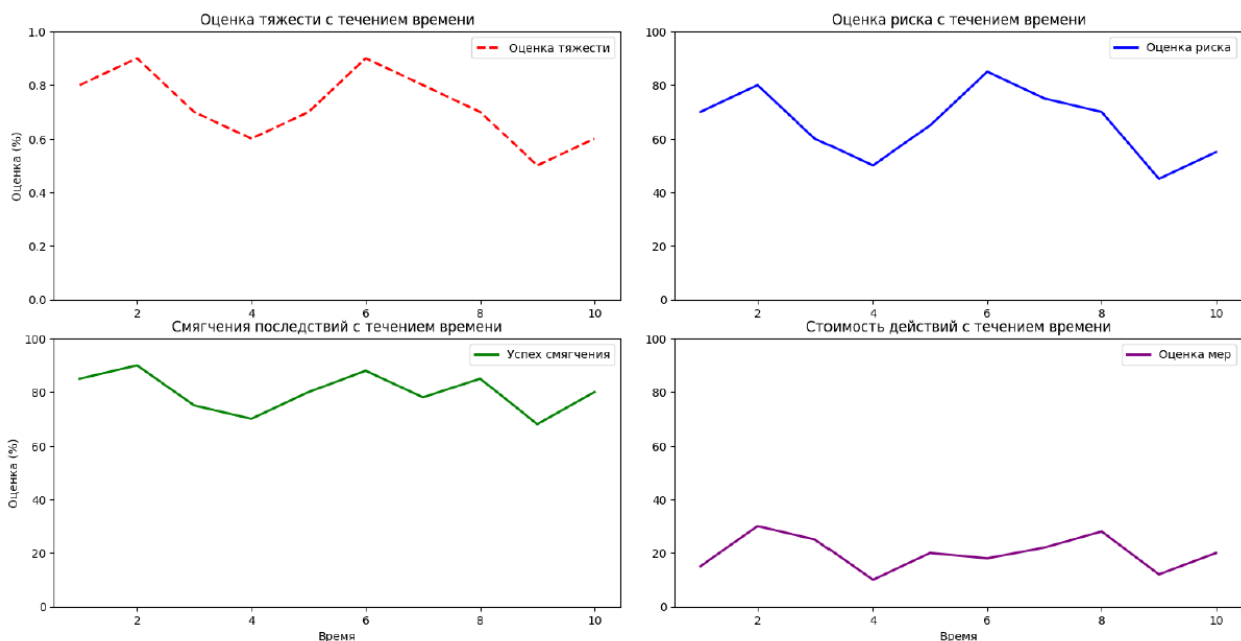 Оценка тяжести с течением времени
Оценка тяжести
Оценка (%)
1.0
0.8
0.6
0.4
0.2
0.0
2 4 6 8 10
Оценка риска с течением времени
Оценка риска
100
80
60
40
20
0
2 4 6 8 10
Смягчения последствий с течением времени
Успех смягчения
Оценка (%)
100
80
60
40
20
0
2 4 6 8 10
Время
Стоимость действий с течением времени
Оценка мер
100
80
60
40
20
0
2 4 6 8 10
Время